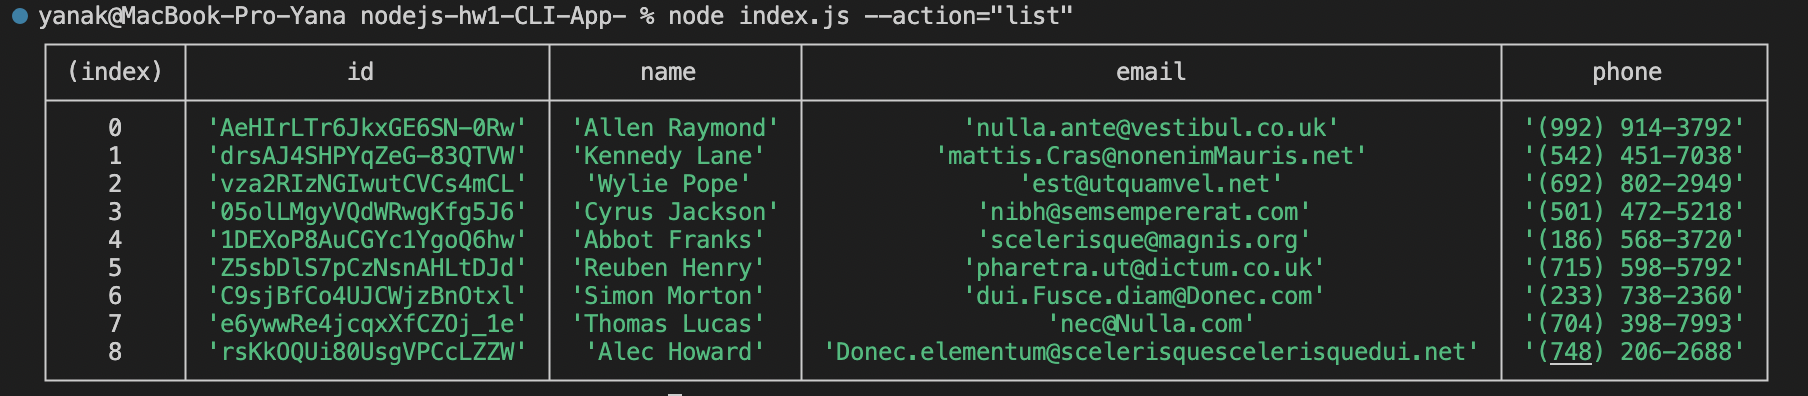 yanak@MacBook-Pro-Yana nodejs-hw1-CLI-App- % node index.js --action="list"
(index) id name email phone
0 'AeHIrLTr6JkxGE6SN-0Rw' 'Allen Raymond' 'nulla.ante@vestibul.co.uk' '(992) 914-3792'
1 'drsAJ4SHPYqZeG-83QTVW' 'Kennedy Lane' 'mattis.Cras@nonenimMauris.net' '(542) 451-7038'
2 'vza2RIzNGIwutCVCs4mCL' 'Wylie Pope' 'est@utquamvel.net' '(692) 802-2949'
3 '05olLMgyVQdWRwgKfg5J6' 'Cyrus Jackson' 'nibh@semsempererat.com' '(501) 472-5218'
4 '1DEXoP8AuCGYc1YgoQ6hw' 'Abbot Franks' 'scelerisque@magnis.org' '(186) 568-3720'
5 'Z5sbDlS7pCzNsnAHLtDJd' 'Reuben Henry' 'pharetra.ut@dictum.co.uk' '(715) 598-5792'
6 'C9sjBfCo4UJCWjzBnOtxl' 'Simon Morton' 'dui.Fusce.diam@Donec.com' '(233) 738-2360'
7 'e6ywwRe4jcqxXfCZOj_1e' 'Thomas Lucas' 'nec@Nulla.com' '(704) 398-7993'
8 'rsKkOQUi80UsgVPCcLZZW' 'Alec Howard' 'Donec.elementum@scelerisquescelerisquedui.net' '(748) 206-2688'